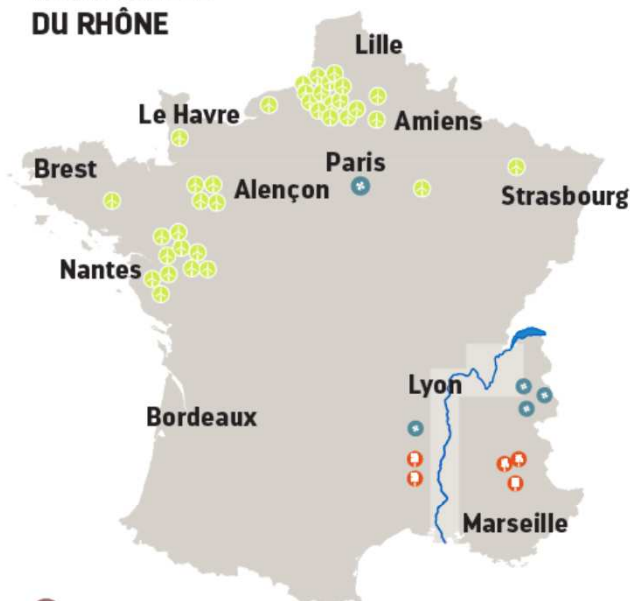 DU RHÔNE
Lille
Le Havre
Amiens
Brest
Paris
Alençon
Strasbourg
Nantes
Lyon
Bordeaux
Marseille